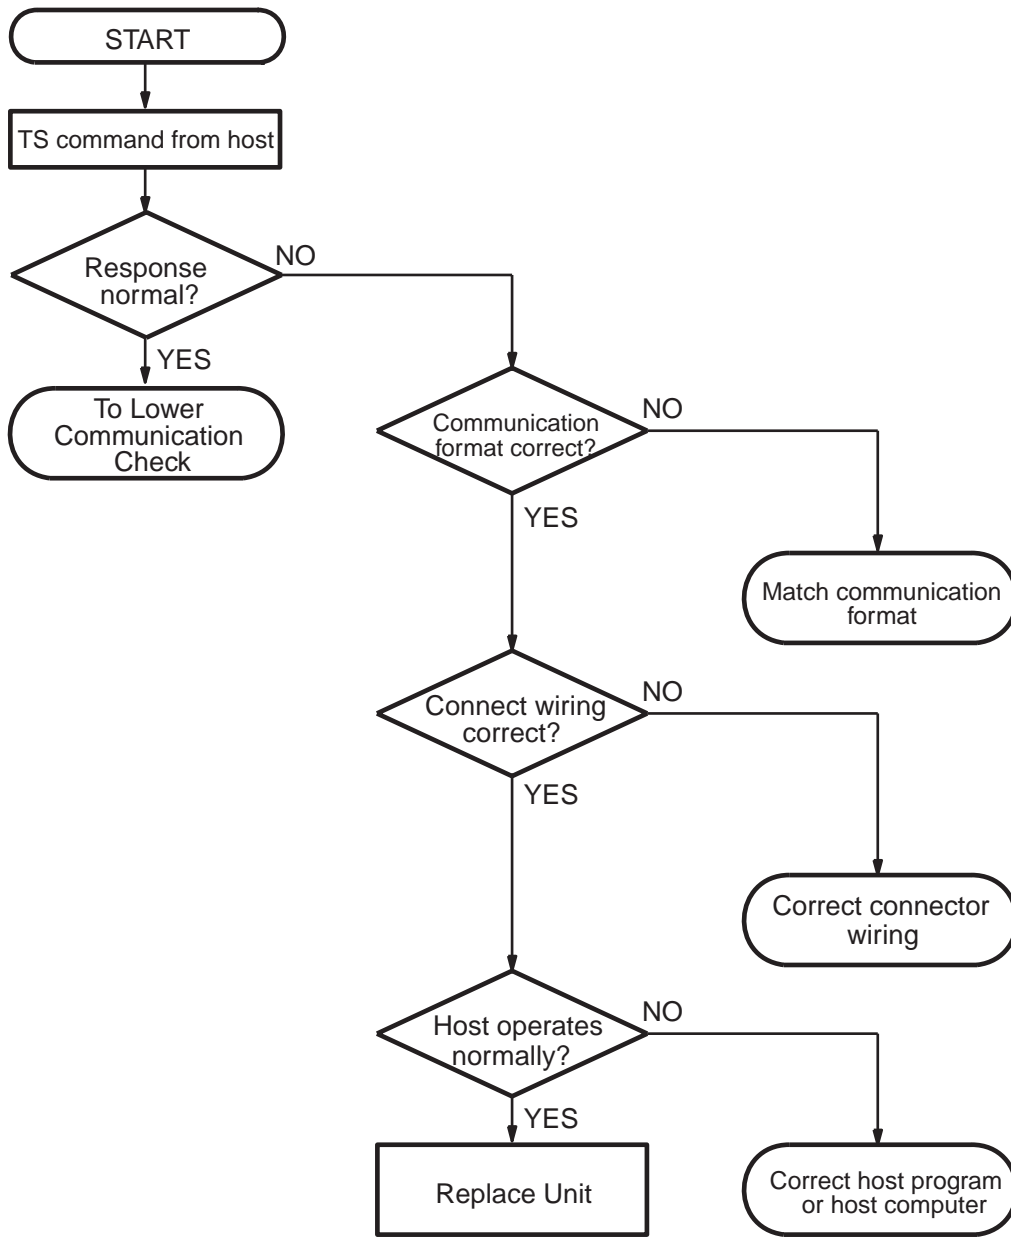 START
TS command from host
Response
normal?
NO
YES
To Lower
Communication
Check
Communication
format correct?
NO
YES
Match communication
format
Connect wiring
correct?
NO
YES
Correct connector
wiring
Host operates
normally?
NO
YES
Replace Unit
Correct host program
or host computer